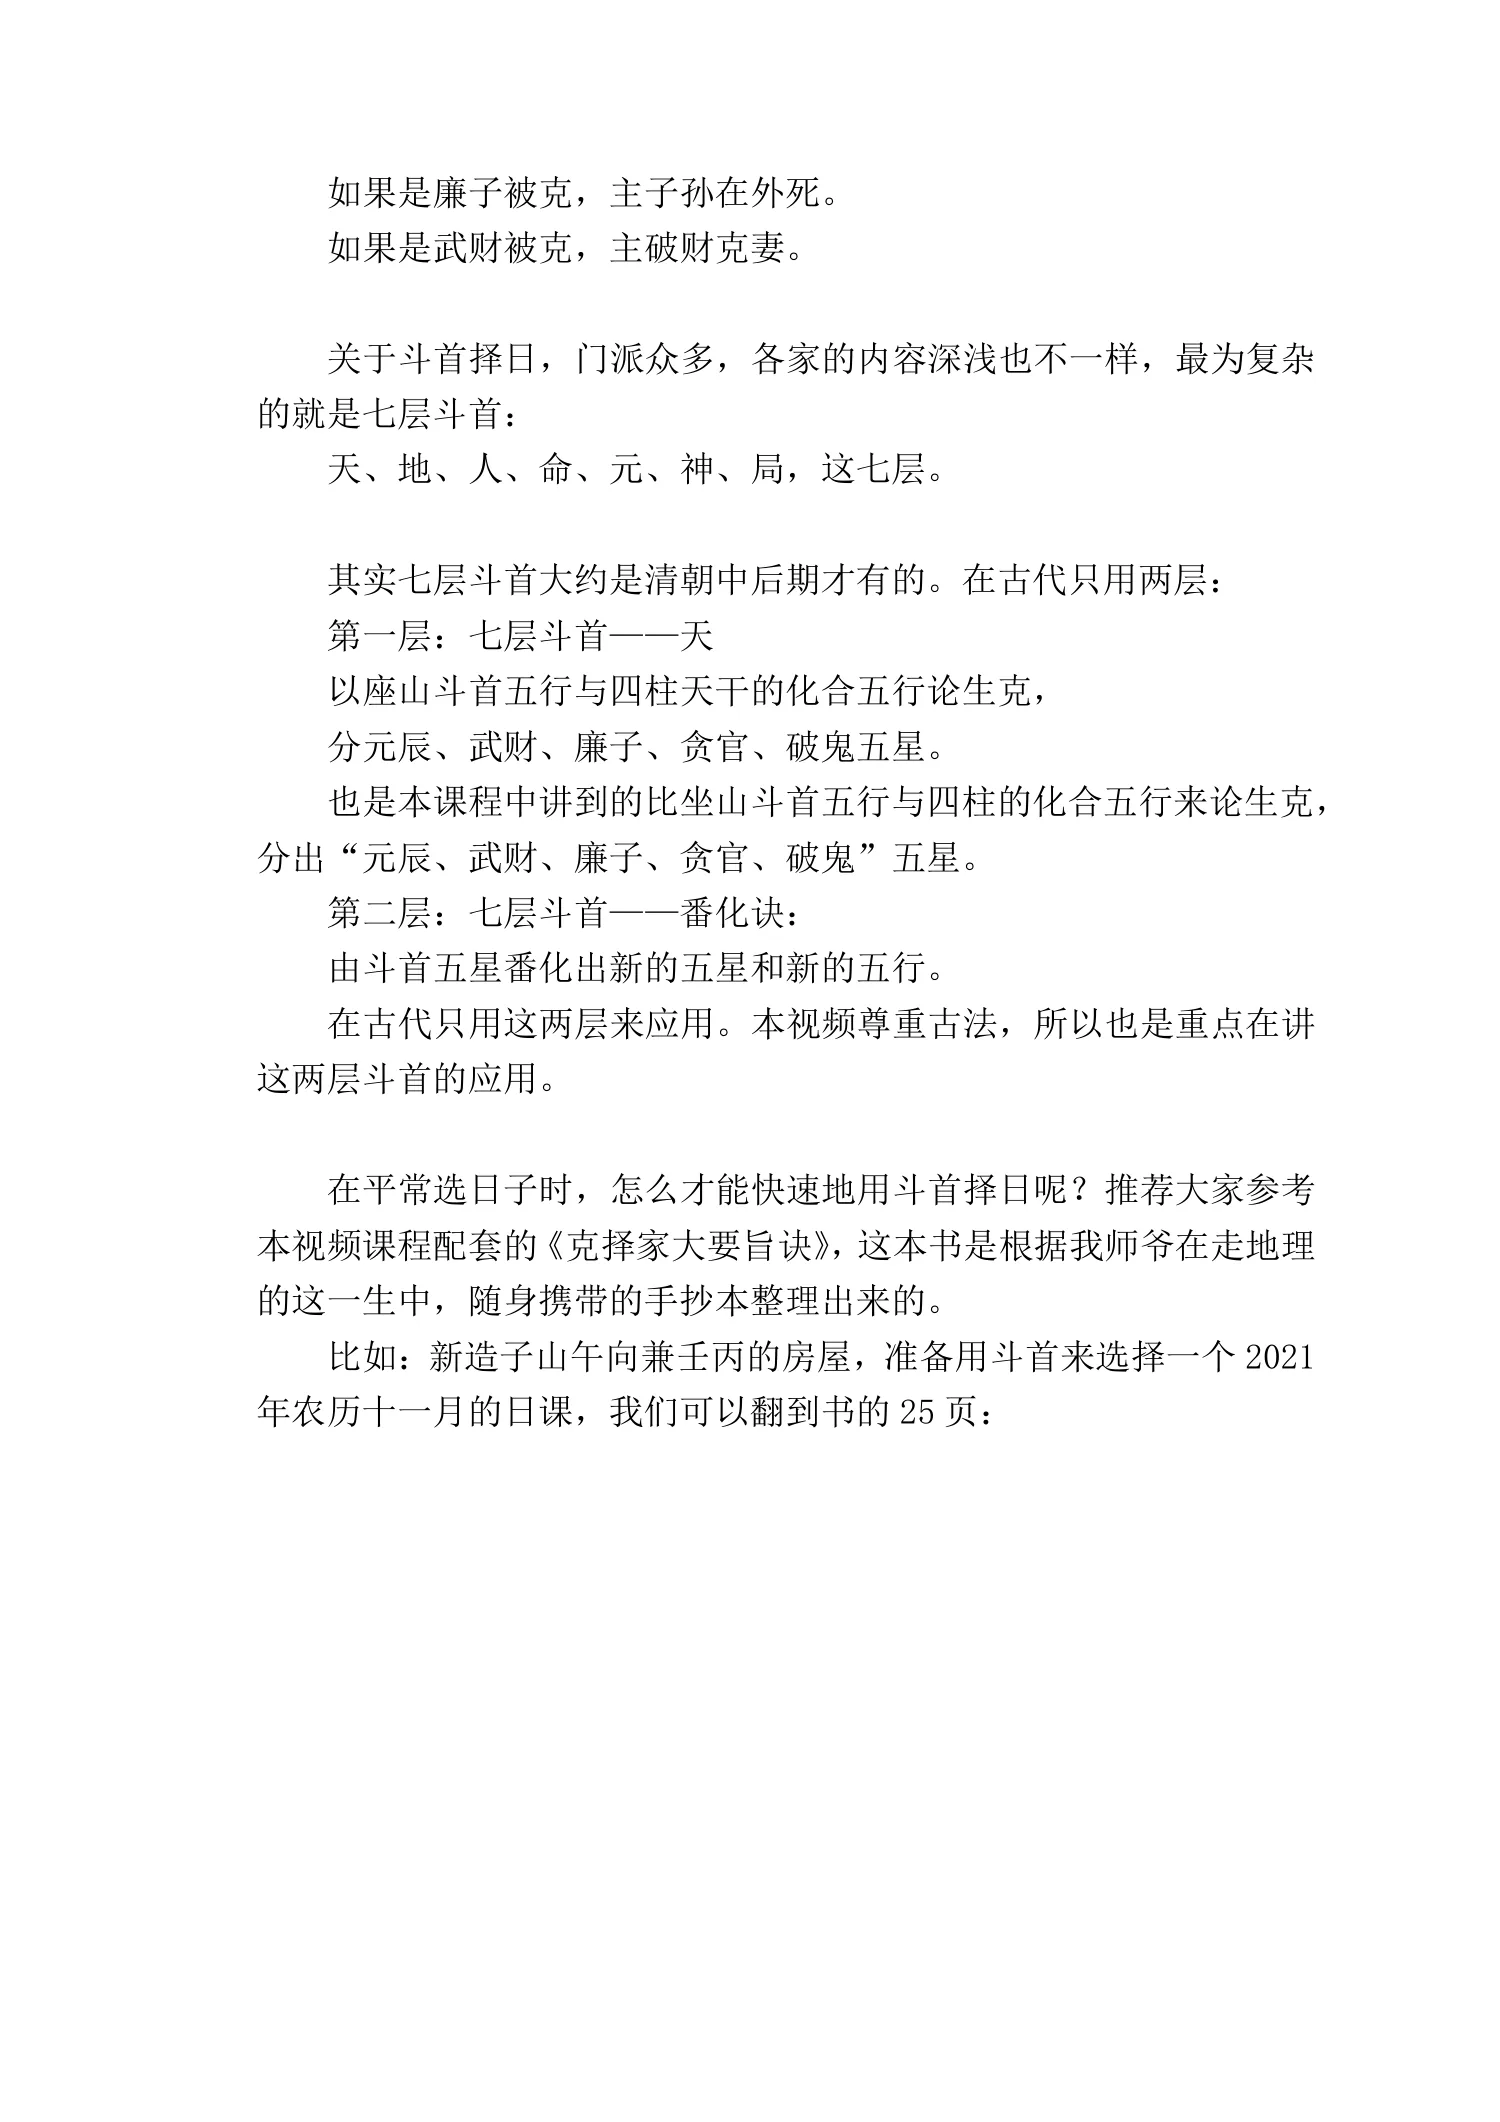 如果是廉子被克，主子孙在外死。
如果是武财被克，主破财克妻。
关于斗首择日，门派众多，各家的内容深浅也不一样，最为复杂
的就是七层斗首：
天、地、人、命、元、神、局，这七层。
其实七层斗首大约是清朝中后期才有的。在古代只用两层：
第一层：七层斗首——天
以座山斗首五行与四柱天干的化合五行论生克，
分元辰、武财、廉子、贪官、破鬼五星。
也是本课程中讲到的比坐山斗首五行与四柱的化合五行来论生克，
分出“元辰、武财、廉子、贪官、破鬼”五星。
第二层：七层斗首——番化诀：
由斗首五星番化出新的五星和新的五行。
在古代只用这两层来应用。本视频尊重古法，所以也是重点在讲
这两层斗首的应用。
在平常选日子时，怎么才能快速地用斗首择日呢？推荐大家参考
本视频课程配套的《克择家大要旨诀》，这本书是根据我师爷在走地理
的这一生中，随身携带的手抄本整理出来的。
比如：新造子山午向兼壬丙的房屋，准备用斗首来选择一个 2021
年农历十一月的日课，我们可以翻到书的 25 页：